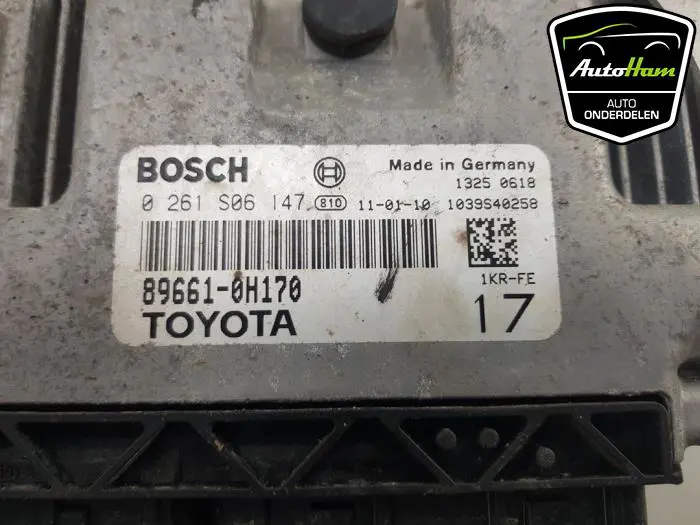 AutoHam
AUTO
ONDERDELEN
BOSCH
Made in Germany
1325 0618
0 261 S06 147 810 11-01-10 1039S40258
89661-0H170
1KR-FE
TOYOTA
17